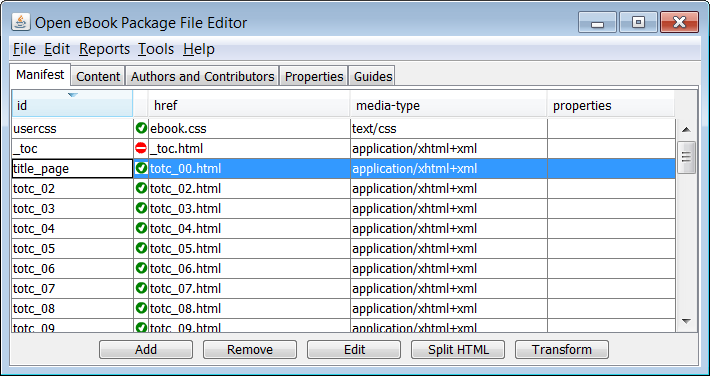 Open eBook Package File Editor
File Edit Reports Tools Help
Manifest Content Authors and Contributors Properties Guides
id href media-type properties
usercss ebook.css text/css
_toc _toc.html application/xhtml+xml
title_page totc_00.html application/xhtml+xml
totc_02 totc_02.html application/xhtml+xml
totc_03 totc_03.html application/xhtml+xml
totc_04 totc_04.html application/xhtml+xml
totc_05 totc_05.html application/xhtml+xml
totc_06 totc_06.html application/xhtml+xml
totc_07 totc_07.html application/xhtml+xml
totc_08 totc_08.html application/xhtml+xml
totc_09 totc_09.html application/xhtml+xml
Add Remove Edit Split HTML Transform